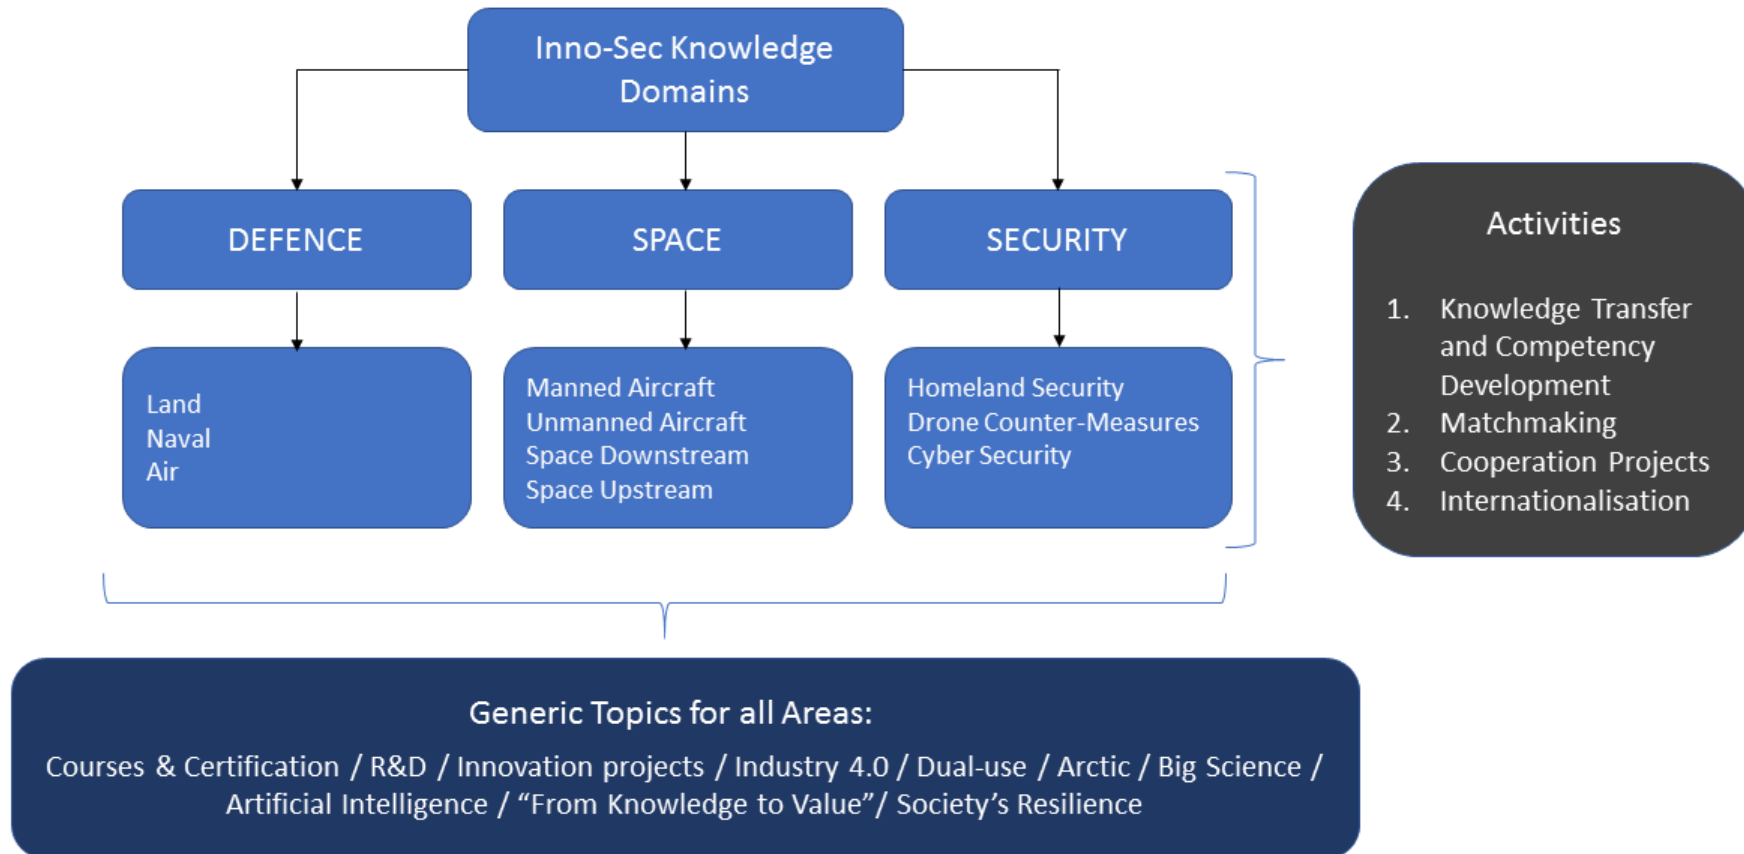 Inno-Sec Knowledge
Domains
DEFENCE
SPACE
SECURITY
Land
Naval
Air
Manned Aircraft
Unmanned Aircraft
Space Downstream
Space Upstream
Homeland Security
Drone Counter-Measures
Cyber Security
Activities
1. Knowledge Transfer
and Competency
Development
2. Matchmaking
3. Cooperation Projects
4. Internationalisation
Generic Topics for all Areas:
Courses & Certification / R&D / Innovation projects / Industry 4.0 / Dual-use / Arctic / Big Science /
Artificial Intelligence / “From Knowledge to Value”/ Society’s Resilience